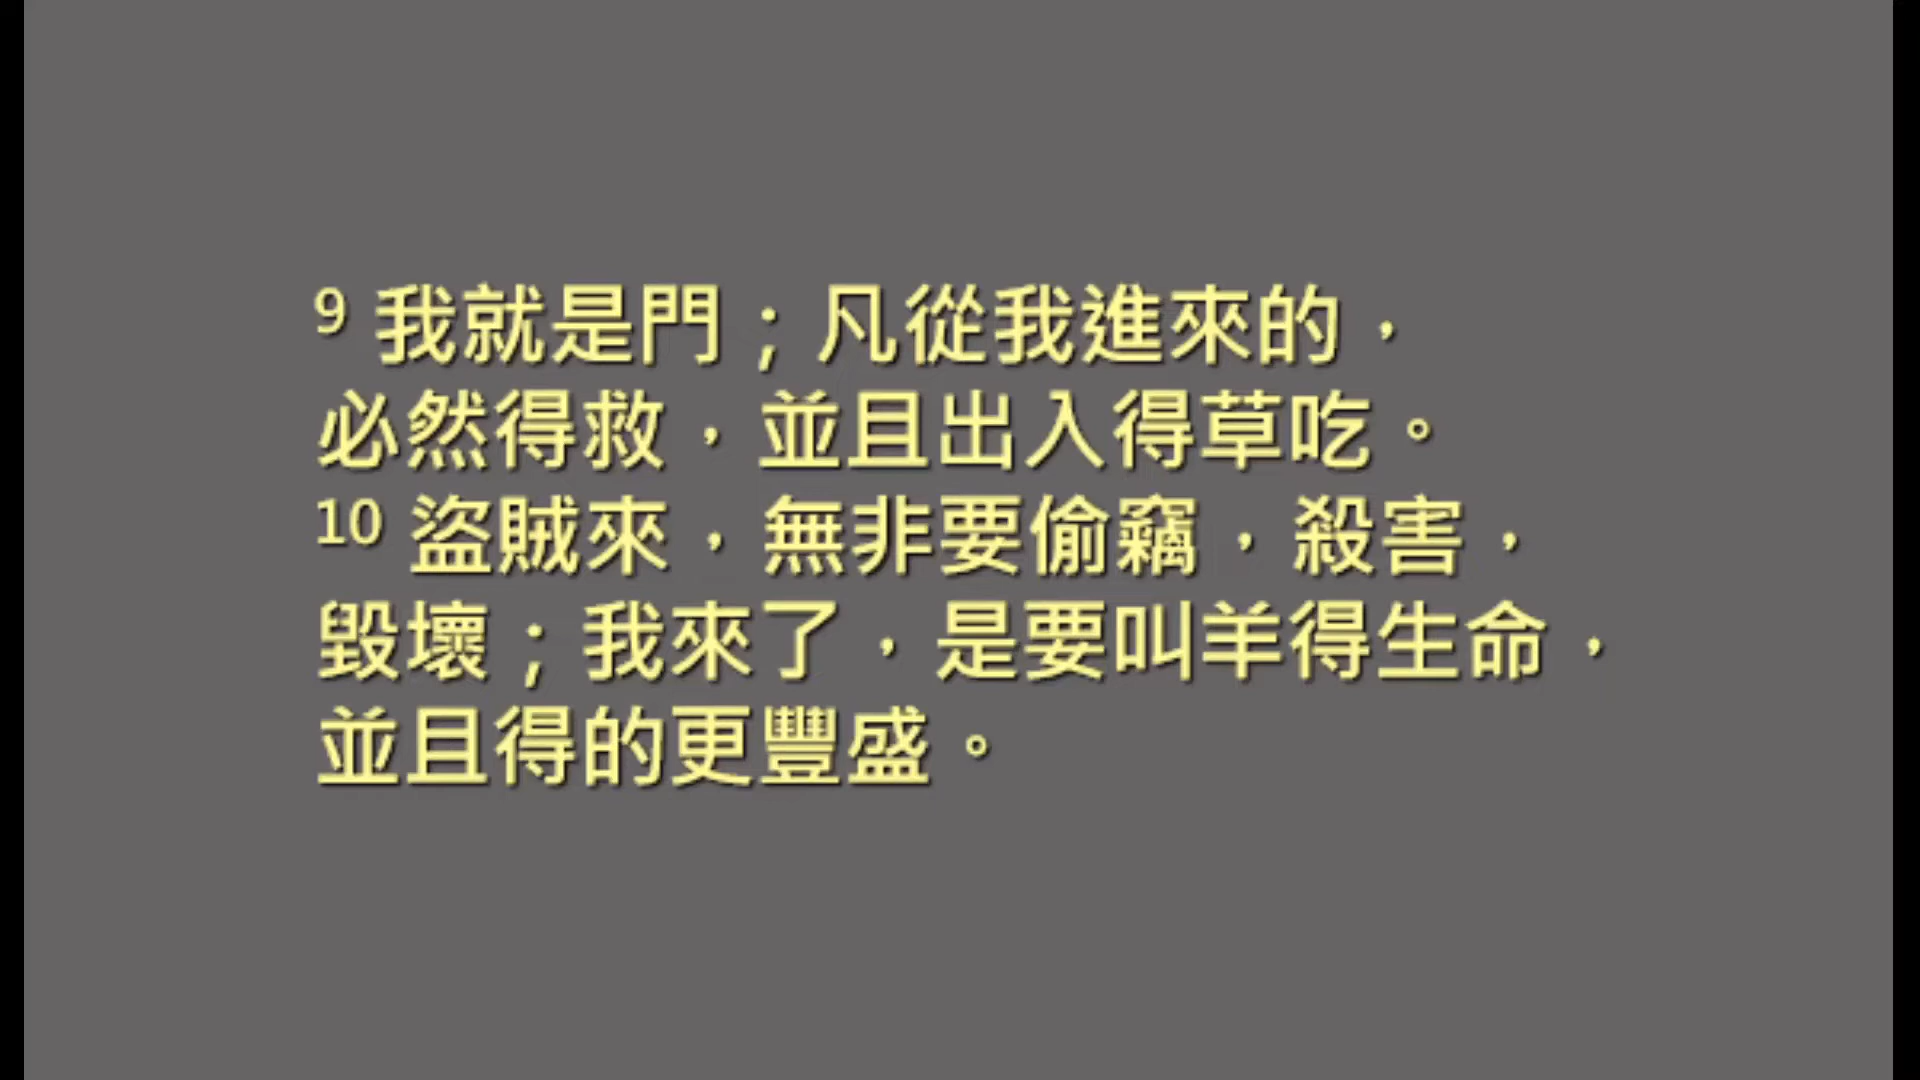 9 我就是門；凡從我進來的，
必然得救，並且出入得草吃。
10 盜賊來，無非要偷竊，殺害，
毀壞；我來了，是要叫羊得生命，
並且得的更豐盛。